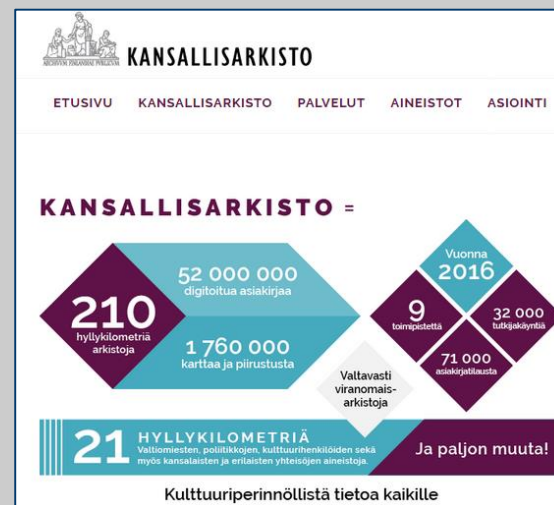 ARCHIVUM FINLANDIAE PUBLICUM
KANSALLISARKISTO
ETUSIVU KANSALLISARKISTO PALVELUT AINEISTOT ASIOINTI
KANSALLISARKISTO =
210
hyllykilometriä
arkistoja
52 000 000
digitoitua asiakirjaa
1 760 000
karttaa ja piirustusta
Vuonna
2016
9
toimipistettä
32 000
tutkijakäyntiä
71 000
asiakirjatilausta
Valtavasti
viranomais-
arkistoja
21 HYLLYKILOMETRIÄ
Valtiomiesten, poliitikkojen, kulttuurihenkilöiden sekä
myös kansalaisten ja erilaisten yhteisöjen aineistoja.
Ja paljon muuta!
Kulttuuriperinnöllistä tietoa kaikille